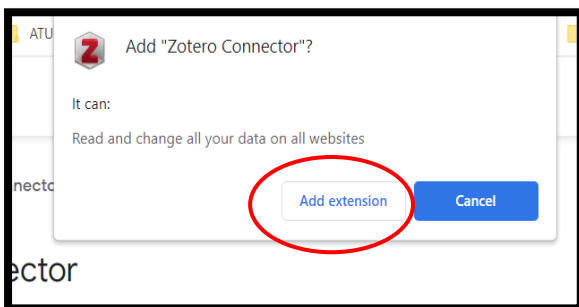 ATU
Add "Zotero Connector"?
It can:
Read and change all your data on all websites
necto
Add extension
Cancel
ector